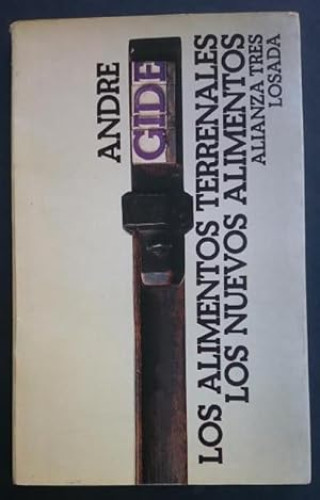 ANDRE
GIDE
LOS ALIMENTOS TERRENALES
LOS NUEVOS ALIMENTOS
ALIANZA TRES
LOSADA